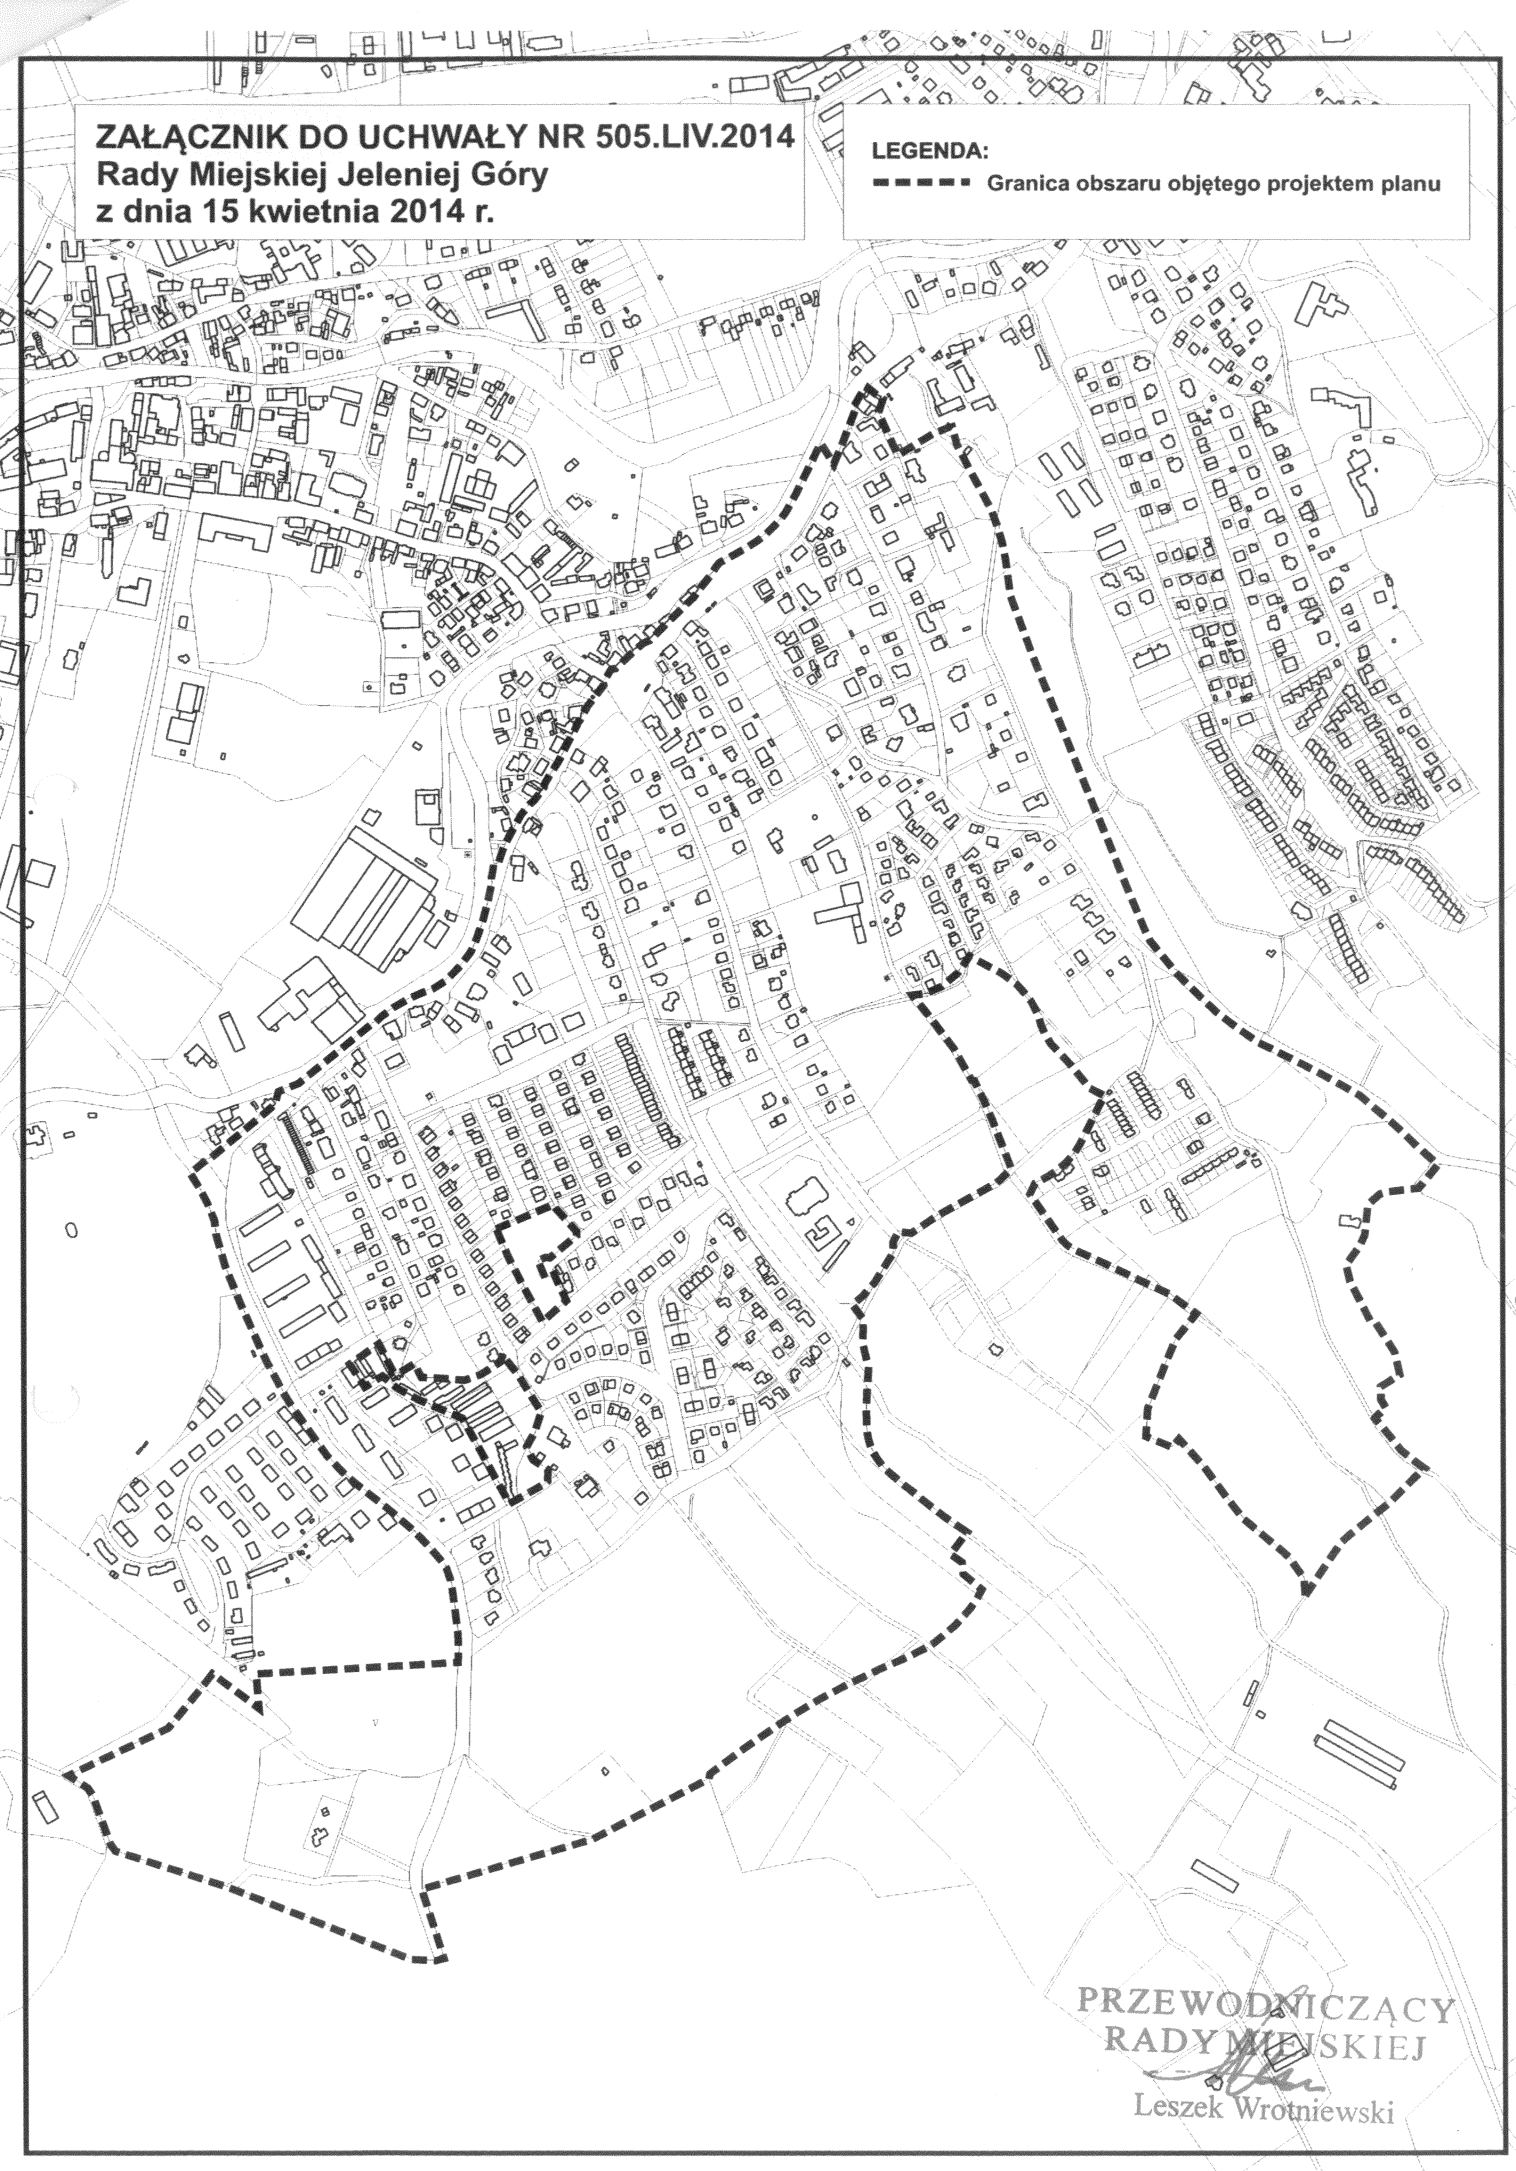 ZAŁĄCZNIK DO UCHWAŁY NR 505.LIV.2014
Rady Miejskiej Jeleniej Góry
z dnia 15 kwietnia 2014 r.
LEGENDA:
Granica obszaru objętego projektem planu
PRZEWODNICZĄCY
RADY MIEJSKIEJ
Leszek Wrotniewski